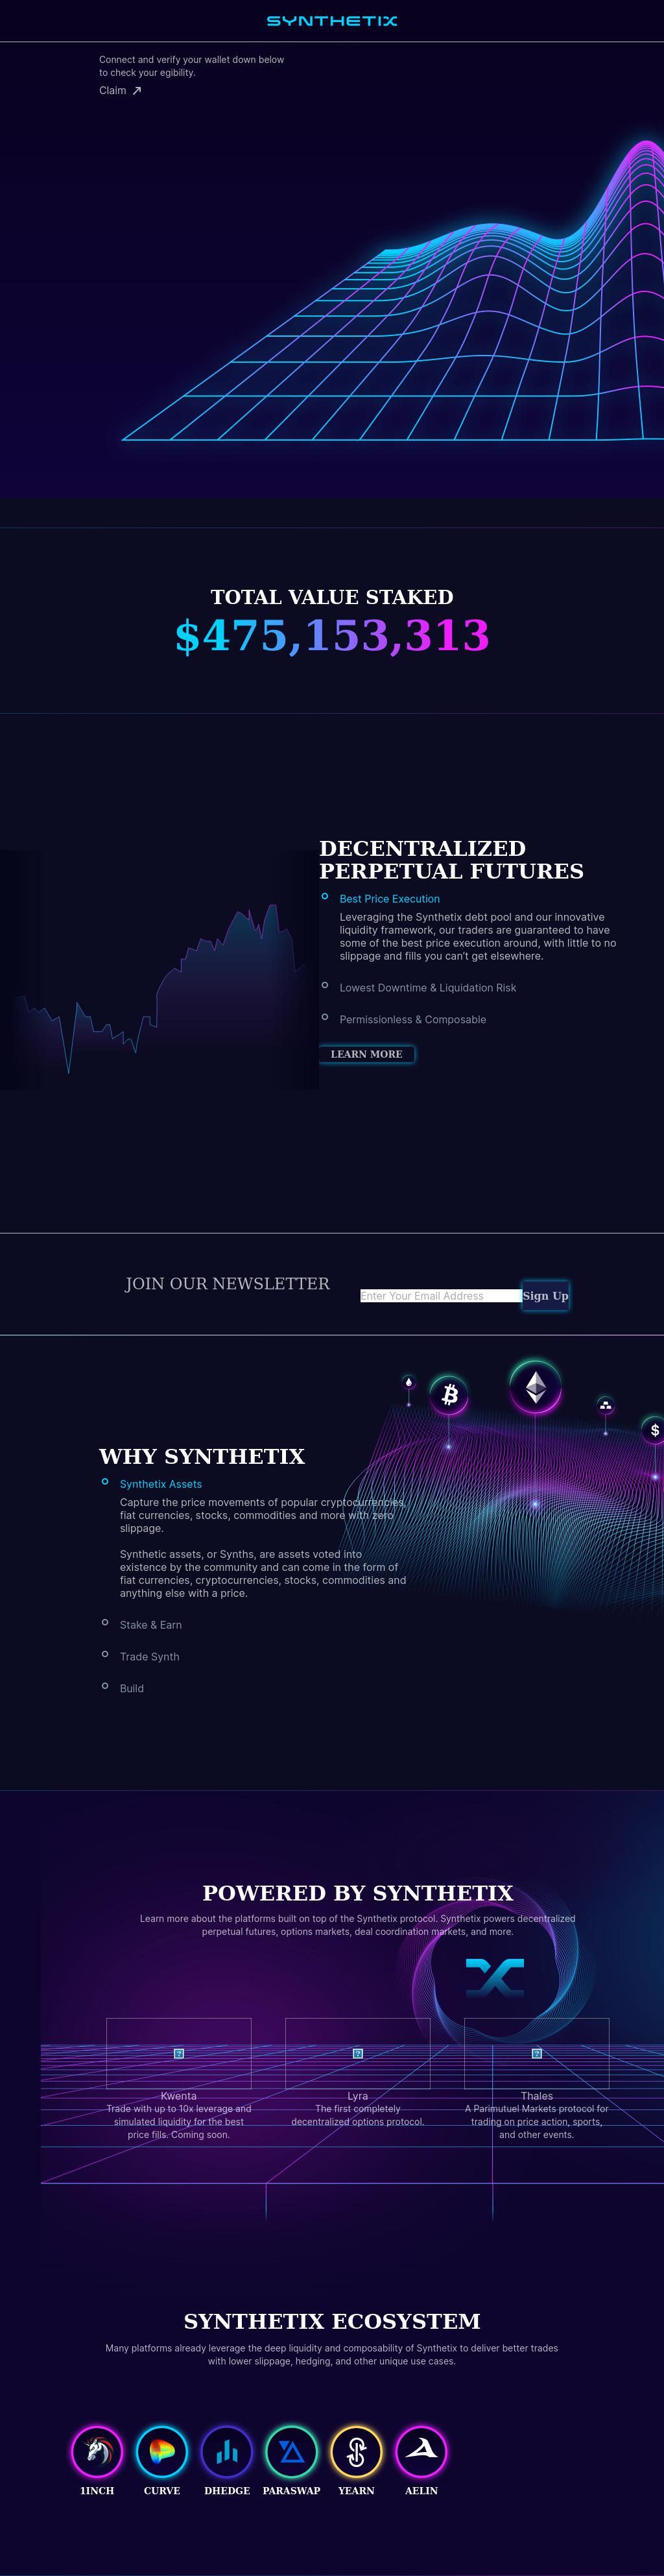 SYNTHETIX
Connect and verify your wallet down below
to check your egibility.
Claim
TOTAL VALUE STAKED
$475,153,313
DECENTRALIZED
PERPETUAL FUTURES
Best Price Execution
Leveraging the Synthetix debt pool and our innovative
liquidity framework, our traders are guaranteed to have
some of the best price execution around, with little to no
slippage and fills you can't get elsewhere.
Lowest Downtime & Liquidation Risk
Permissionless & Composable
LEARN MORE
JOIN OUR NEWSLETTER
Enter Your Email Address
Sign Up
WHY SYNTHETIX
Synthetix Assets
Capture the price movements of popular cryptocurrencies,
fiat currencies, stocks, commodities and more with zero
slippage.
Synthetic assets, or Synths, are assets voted into
existence by the community and can come in the form of
fiat currencies, cryptocurrencies, stocks, commodities and
anything else with a price.
Stake & Earn
Trade Synth
Build
POWERED BY SYNTHETIX
Learn more about the platforms built on top of the Synthetix protocol. Synthetix powers decentralized
perpetual futures, options markets, deal coordination markets, and more.
Kwenta
Trade with up to 10x leverage and
simulated liquidity for the best
price fills. Coming soon.
Lyra
The first completely
decentralized options protocol.
Thales
A Parimutuel Markets protocol for
trading on price action, sports,
and other events.
SYNTHETIX ECOSYSTEM
Many platforms already leverage the deep liquidity and composability of Synthetix to deliver better trades
with lower slippage, hedging, and other unique use cases.
1INCH
CURVE
DHEDGE
PARASWAP
YEARN
AELIN